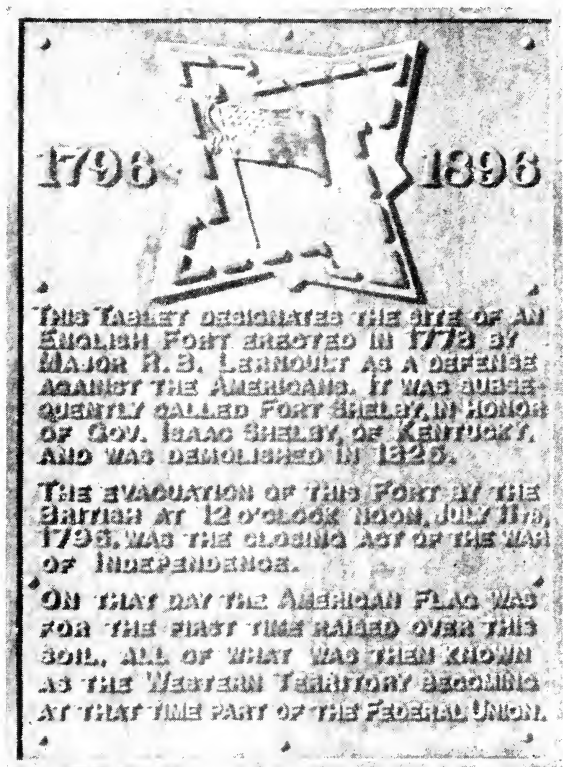 1796 1896
THIS TABLET DESIGNATES THE SITE OF AN
ENGLISH FORT ERECTED IN 1778 BY
MAJOR R. B. LERNOULT AS A DEFENSE
AGAINST THE AMERICANS. IT WAS SUBSE-
QUENTLY CALLED FORT SHELBY, IN HONOR
OF GOV. ISAAC SHELBY, OF KENTUCKY,
AND WAS DEMOLISHED IN 1826.
THE EVACUATION OF THIS FORT BY THE
BRITISH AT 12 O'CLOCK NOON, JULY 11TH,
1796, WAS THE CLOSING ACT OF THE WAR
OF INDEPENDENCE.
ON THAT DAY THE AMERICAN FLAG WAS
FOR THE FIRST TIME RAISED OVER THIS
SOIL, ALL OF WHAT WAS THEN KNOWN
AS THE WESTERN TERRITORY BECOMING
AT THAT TIME PART OF THE FEDERAL UNION.